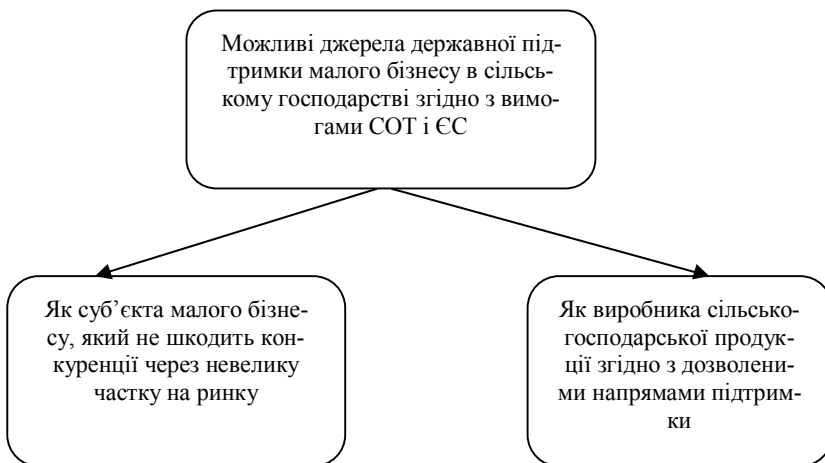 Можливі джерела державної під-
тримки малого бізнесу в сільсь-
кому господарстві згідно з вимо-
гами СОТ і ЄС
Як суб’єкта малого бізне-
су, який не шкодить кон-
куренції через невелику
частку на ринку
Як виробника сільсько-
господарської продук-
ції згідно з дозволени-
ми напрямами підтрим-
ки